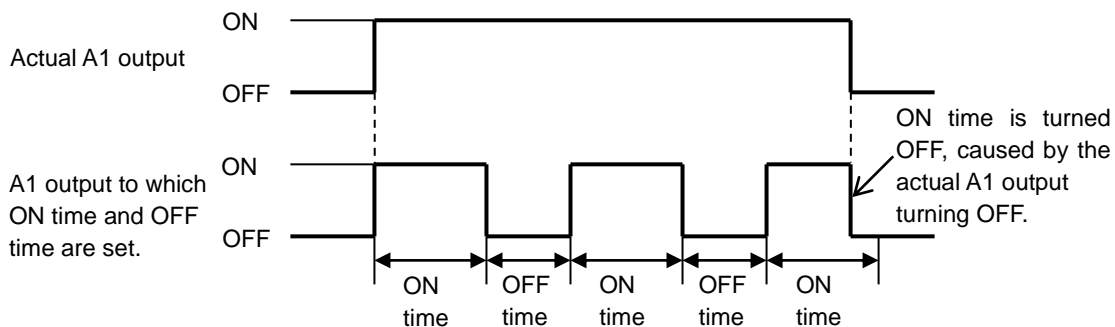 ON
Actual A1 output
OFF
ON time is turned
OFF, caused by the
actual A1 output
turning OFF.
ON
A1 output to which
ON time and OFF
time are set.
OFF
ON
time
OFF
time
ON
time
OFF
time
ON
time